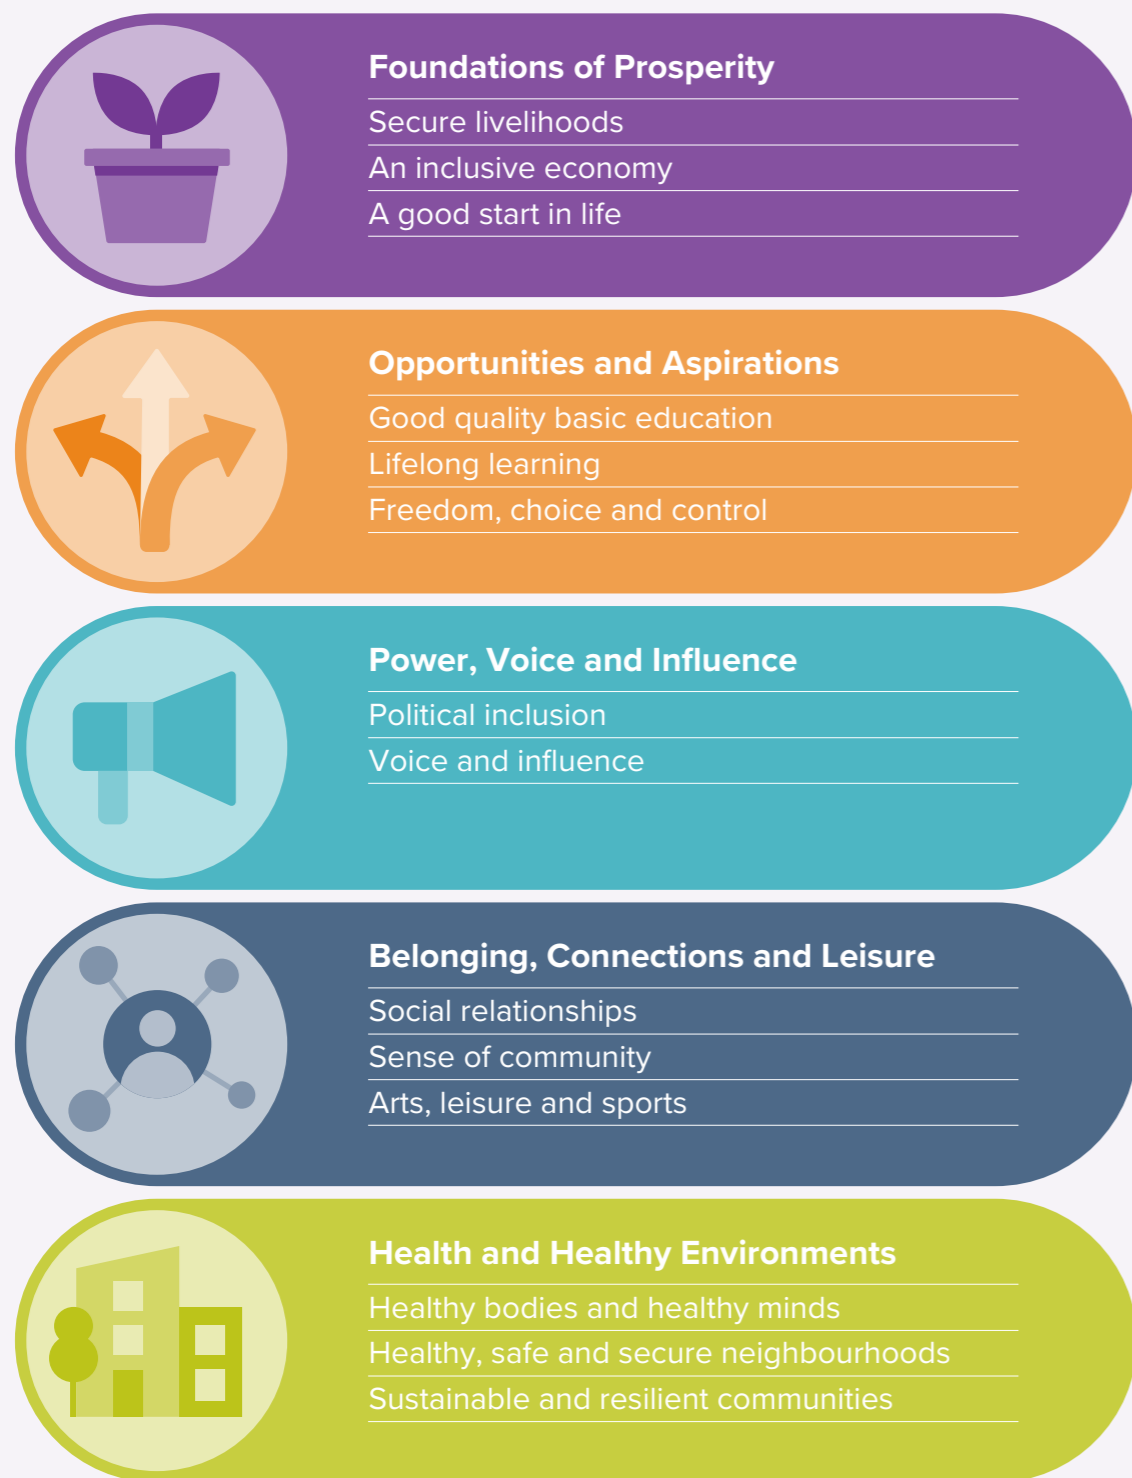 Foundations of Prosperity
Secure livelihoods
An inclusive economy
A good start in life
Opportunities and Aspirations
Good quality basic education
Lifelong learning
Freedom, choice and control
Power, Voice and Influence
Political inclusion
Voice and influence
Belonging, Connections and Leisure
Social relationships
Sense of community
Arts, leisure and sports
Health and Healthy Environments
Healthy bodies and healthy minds
Healthy, safe and secure neighbourhoods
Sustainable and resilient communities